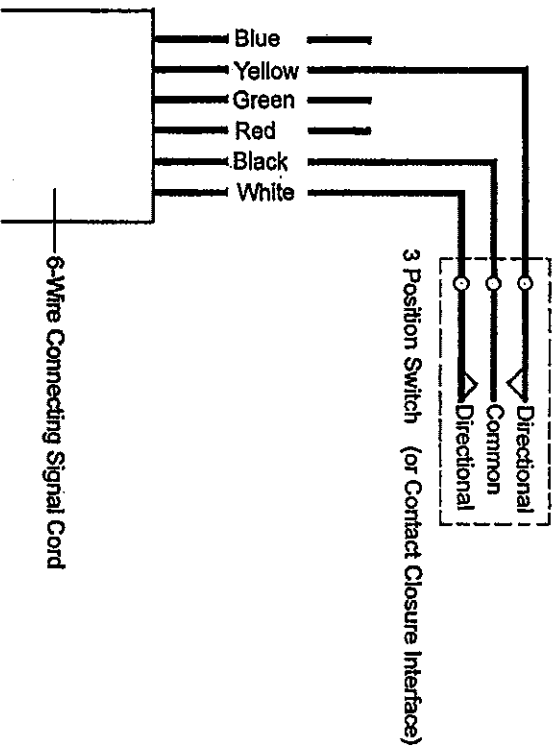 Blue
Yellow
Green
Red
Black
White
Directional
Common
Directional
3 Position Switch (or Contact Closure Interface)
6-Wire Connecting Signal Cord